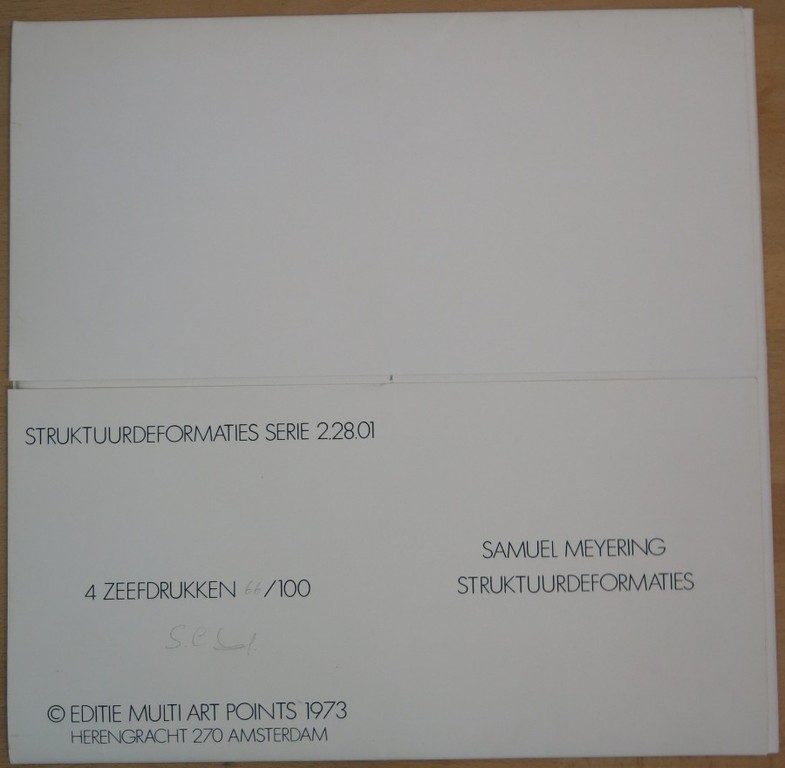 STRUKTUURDEFORMATIES SERIE 2.28.01
4 ZEEFDRUKKEN 66/100
© EDITIE MULTI ART POINTS 1973
HERENGRACHT 270 AMSTERDAM
SAMUEL MEYERING
STRUKTUURDEFORMATIES